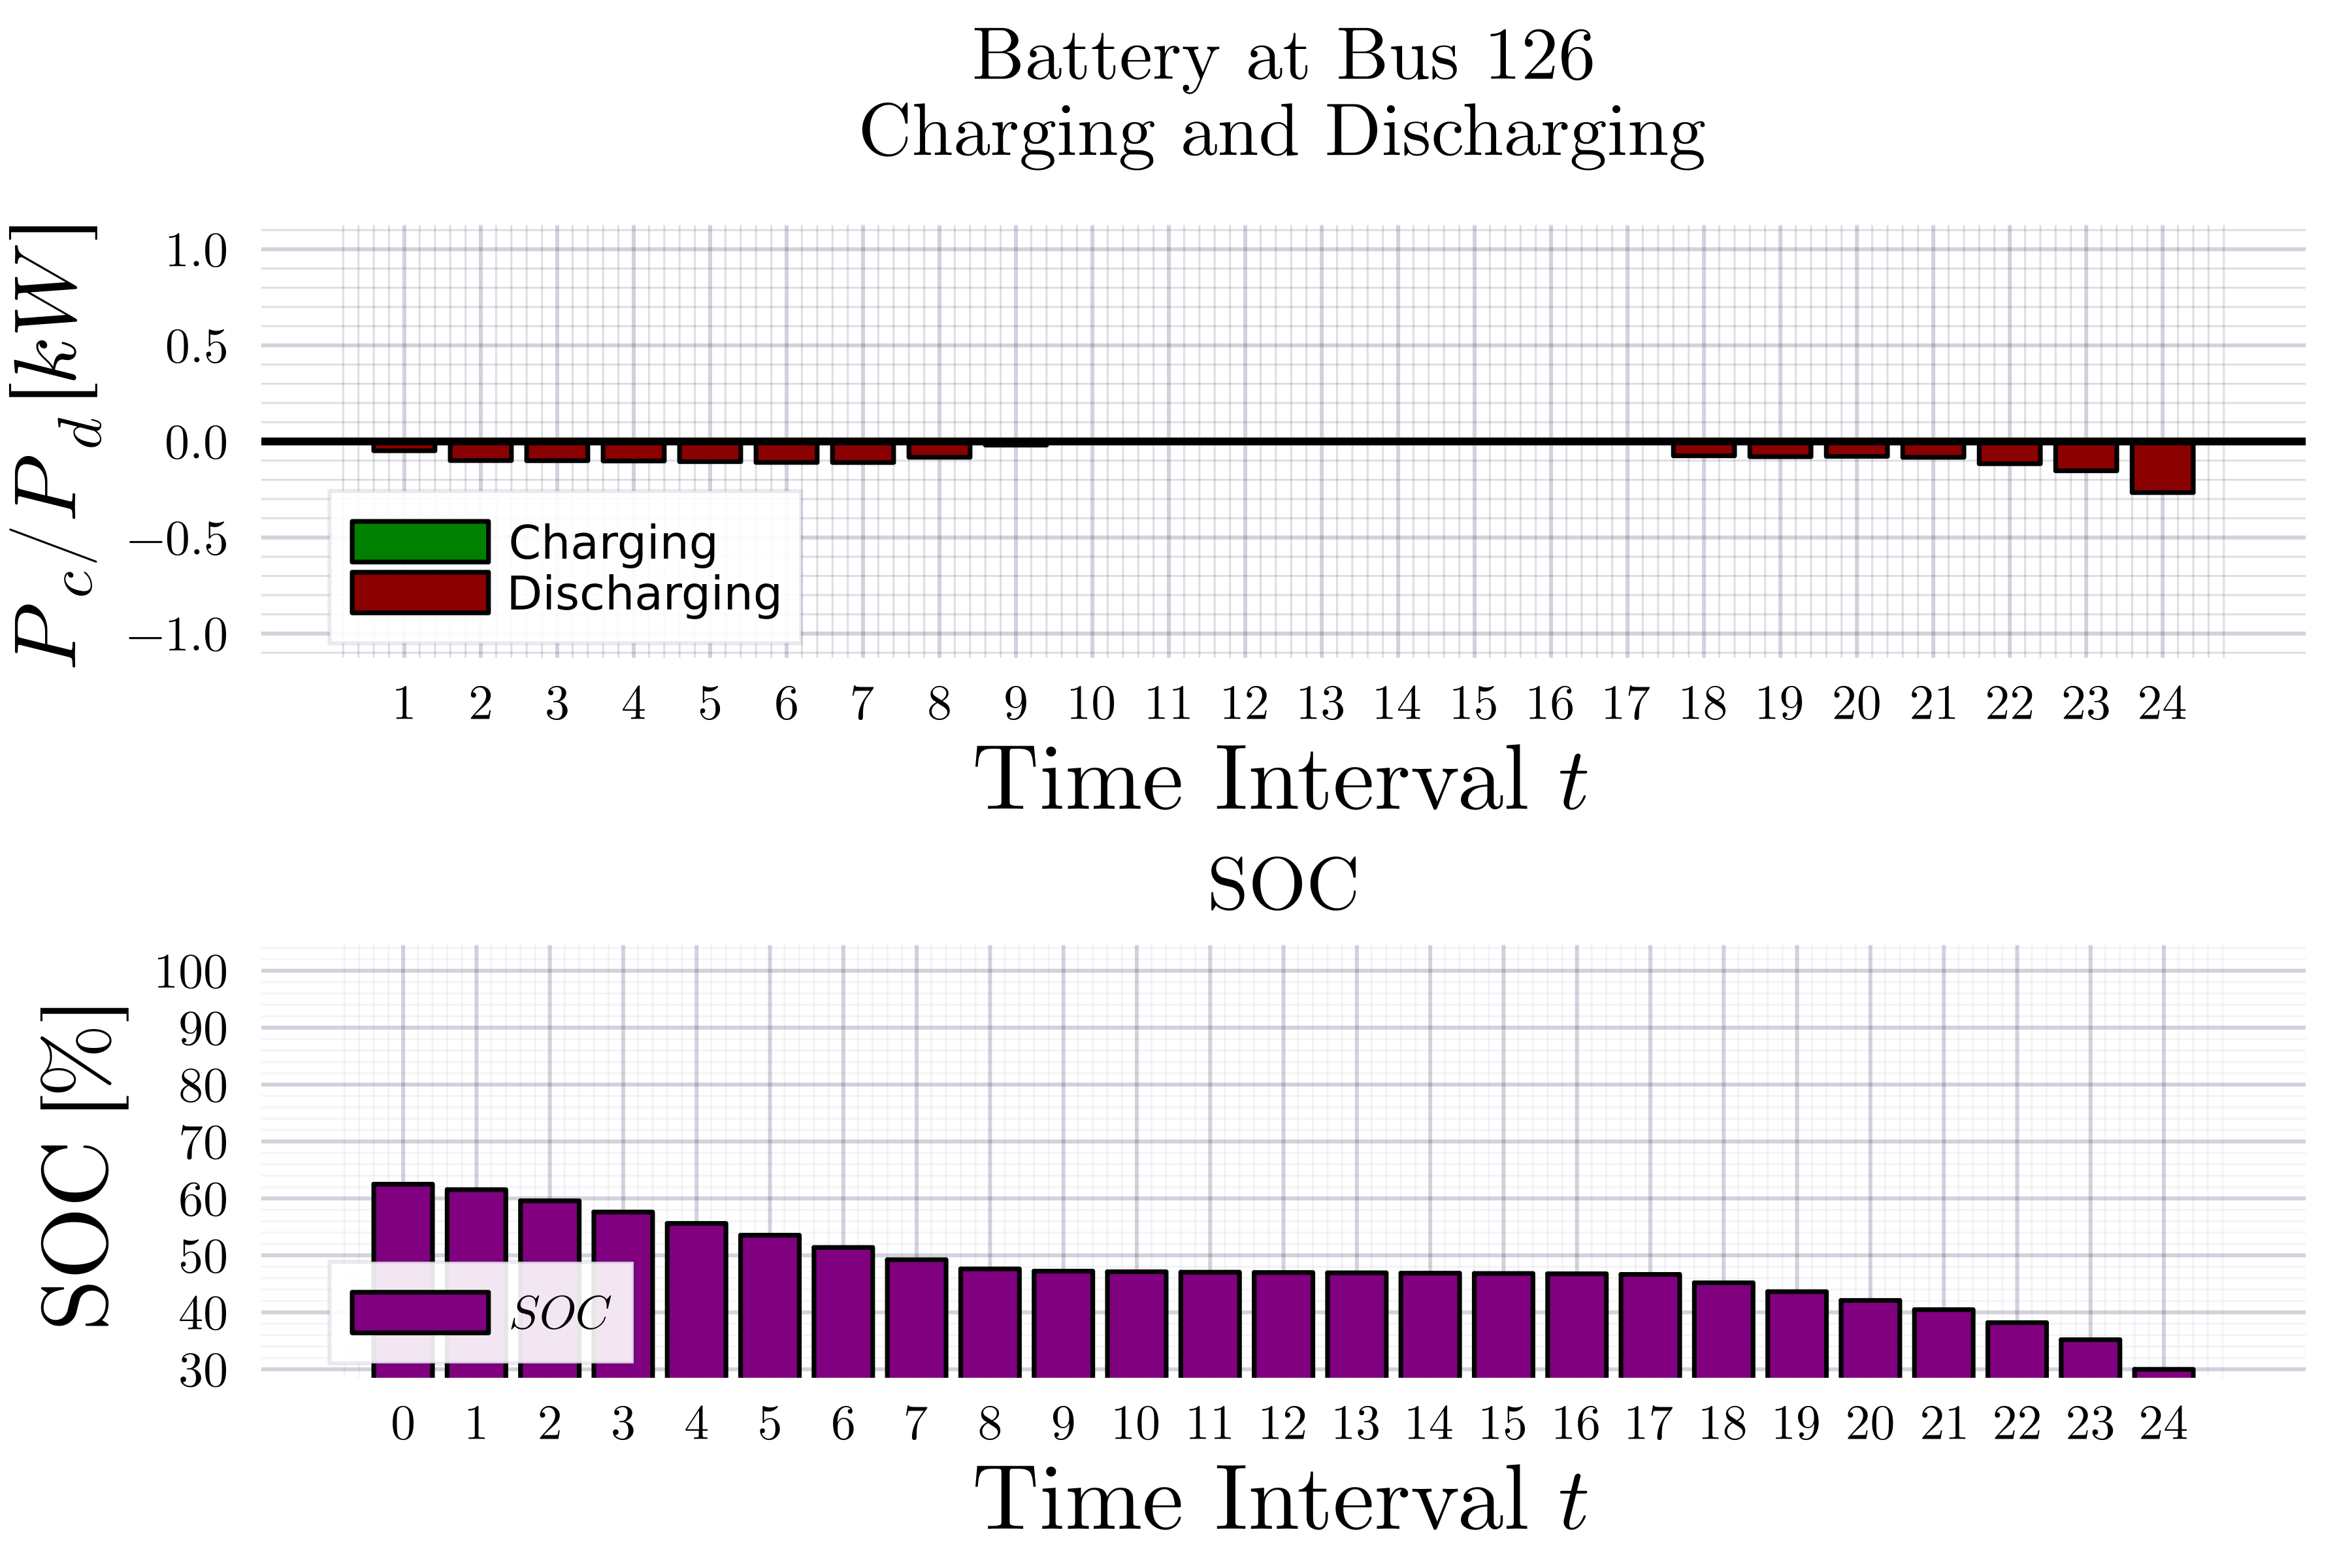 Battery at Bus 126
Charging and Discharging
P_c/P_d [kW]
1.0
0.5
0.0
−0.5
−1.0
Charging
Discharging
1 2 3 4 5 6 7 8 9 10 11 12 13 14 15 16 17 18 19 20 21 22 23 24
Time Interval t
SOC
SOC [%]
100
90
80
70
60
50
40
30
SOC
0 1 2 3 4 5 6 7 8 9 10 11 12 13 14 15 16 17 18 19 20 21 22 23 24
Time Interval t